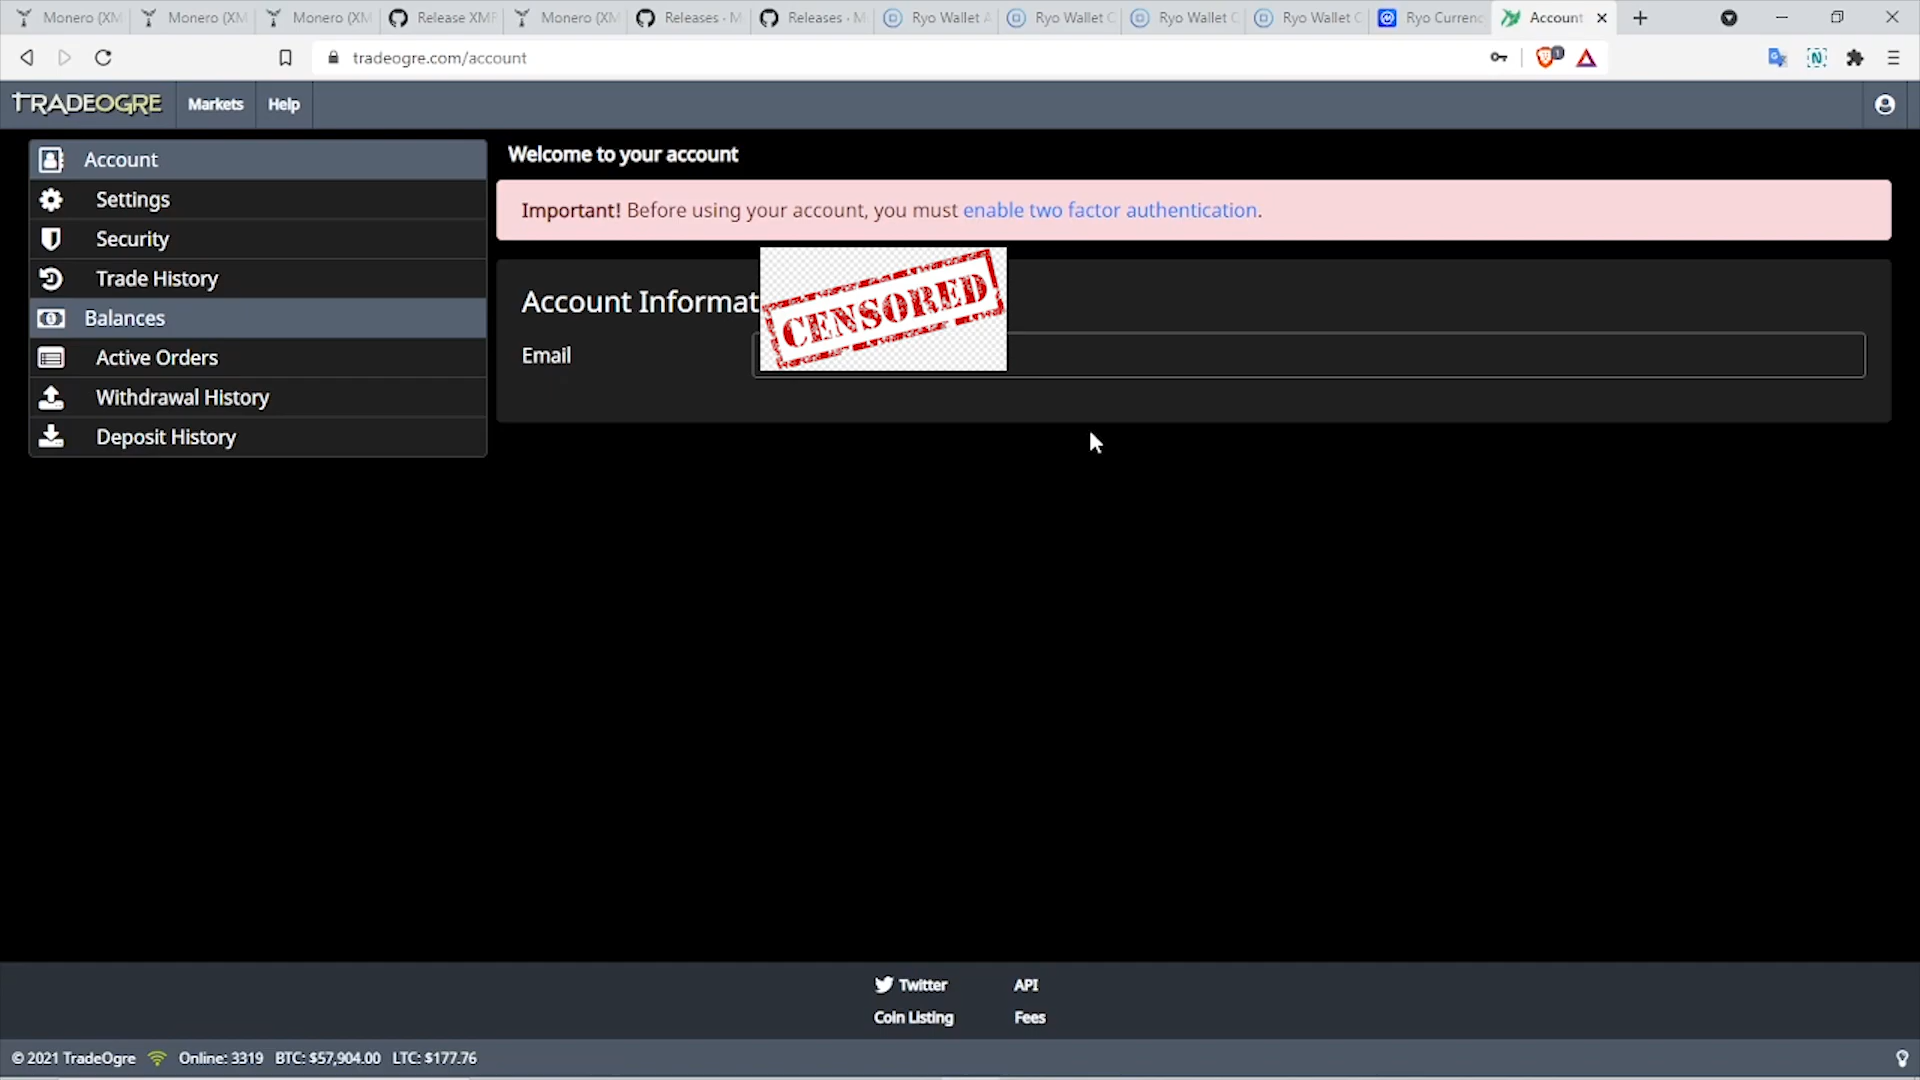 Monero (XM
Monero (XM
Monero (XM
Release XMR
Monero (XM
Releases · M
Releases · M
Ryo Wallet A
Ryo Wallet C
Ryo Wallet C
Ryo Wallet C
Ryo Currenc
Account
tradeogre.com/account
1
TRADEOGRE
Markets
Help
Account
Settings
Security
Trade History
Balances
Active Orders
Withdrawal History
Deposit History
Welcome to your account
Important! Before using your account, you must enable two factor authentication.
Account Informat
CENSORED
Email
Twitter
API
Coin Listing
Fees
© 2021 TradeOgre Online: 3319 BTC: $57,904.00 LTC: $177.76